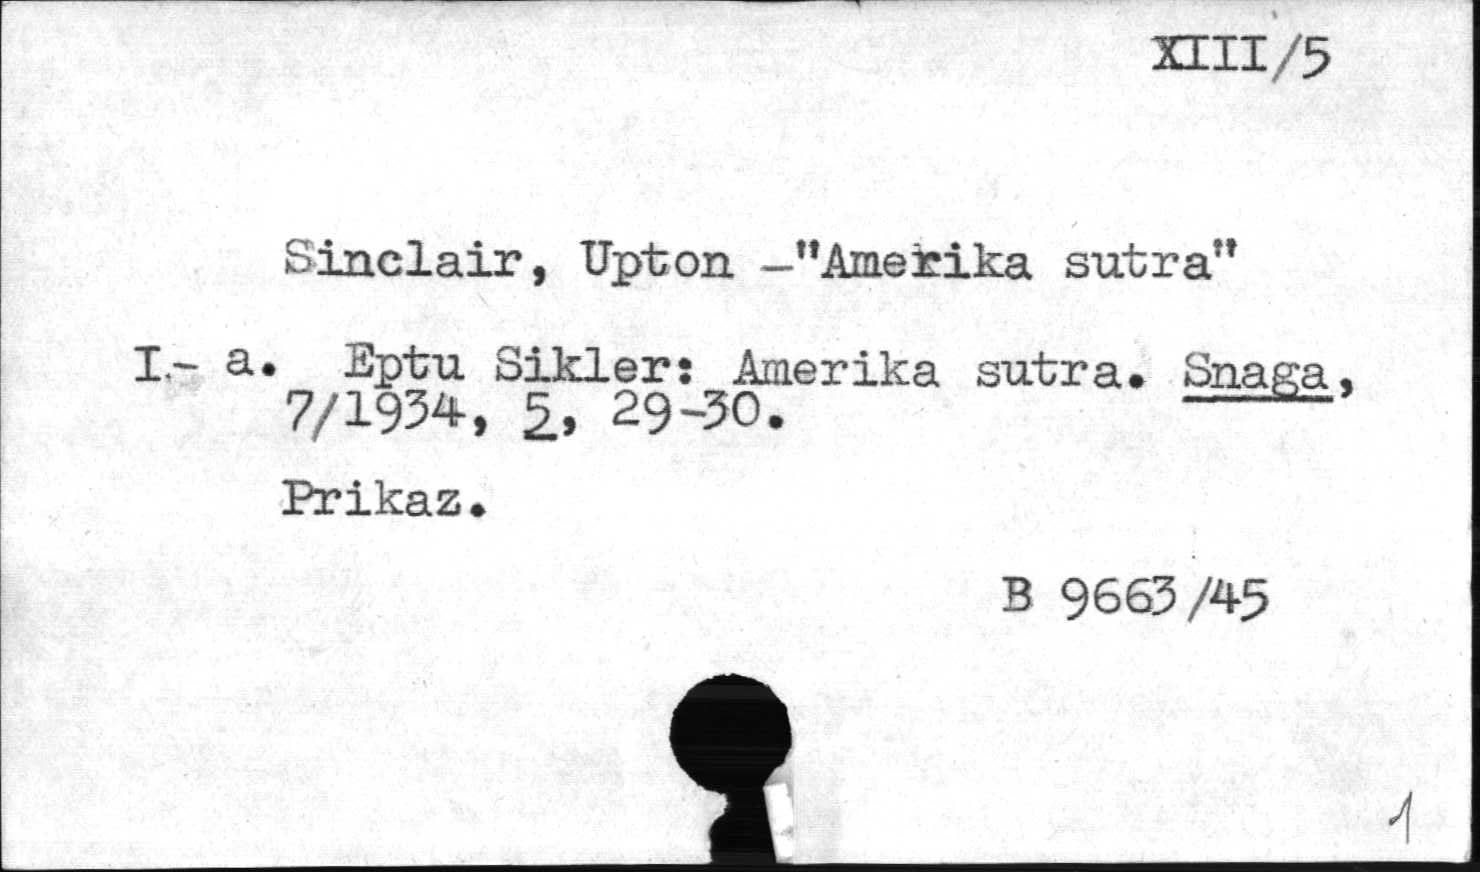 XIII/5
Sinclair, Upton -"Amerika sutra"
I.- a. Eptu Sikler: Amerika sutra. Snaga,
7/1934, 5, 29-30.
Prikaz.
B 9663/45
1